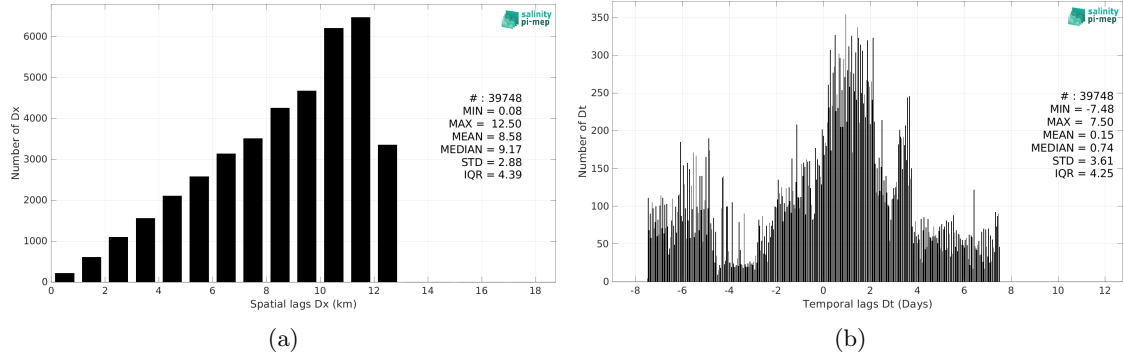 salinity
pi-mep
6000
5000
4000
3000
2000
1000
0
Number of Dx
# : 39748
MIN = 0.08
MAX = 12.50
MEAN = 8.58
MEDIAN = 9.17
STD = 2.88
IQR = 4.39
0 2 4 6 8 10 12 14 16 18
Spatial lags Dx (km)
(a)
salinity
pi-mep
350
300
250
200
150
100
50
0
Number of Dt
# : 39748
MIN = -7.48
MAX = 7.50
MEAN = 0.15
MEDIAN = 0.74
STD = 3.61
IQR = 4.25
-8 -6 -4 -2 0 2 4 6 8 10 12
Temporal lags Dt (Days)
(b)